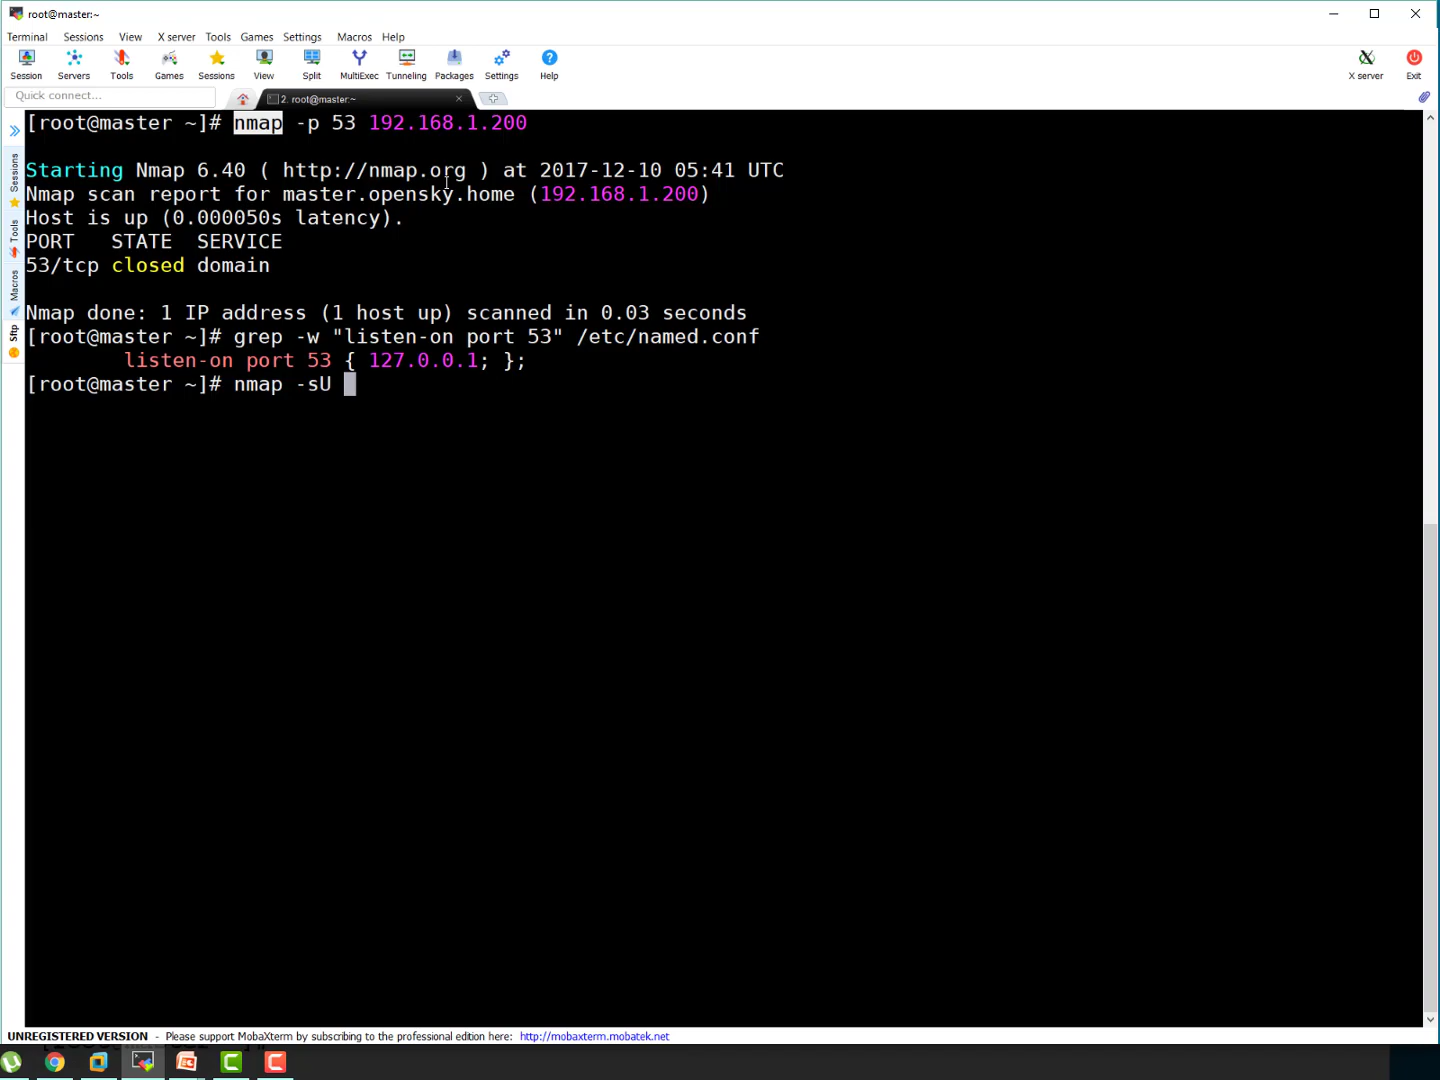 root@master:~
Terminal Sessions View X server Tools Games Settings Macros Help
Session Servers Tools Games Sessions View Split MultiExec Tunneling Packages Settings Help X server Exit
Quick connect... 2. root@master:~
[root@master ~]# nmap -p 53 192.168.1.200
Starting Nmap 6.40 ( http://nmap.org ) at 2017-12-10 05:41 UTC
Nmap scan report for master.opensky.home (192.168.1.200)
Host is up (0.000050s latency).
PORT   STATE  SERVICE
53/tcp closed domain
Nmap done: 1 IP address (1 host up) scanned in 0.03 seconds
[root@master ~]# grep -w "listen-on port 53" /etc/named.conf
        listen-on port 53 { 127.0.0.1; };
[root@master ~]# nmap -sU
Sessions
Tools
Macros
Sftp
UNREGISTERED VERSION - Please support MobaXterm by subscribing to the professional edition here: http://mobaxterm.mobatek.net